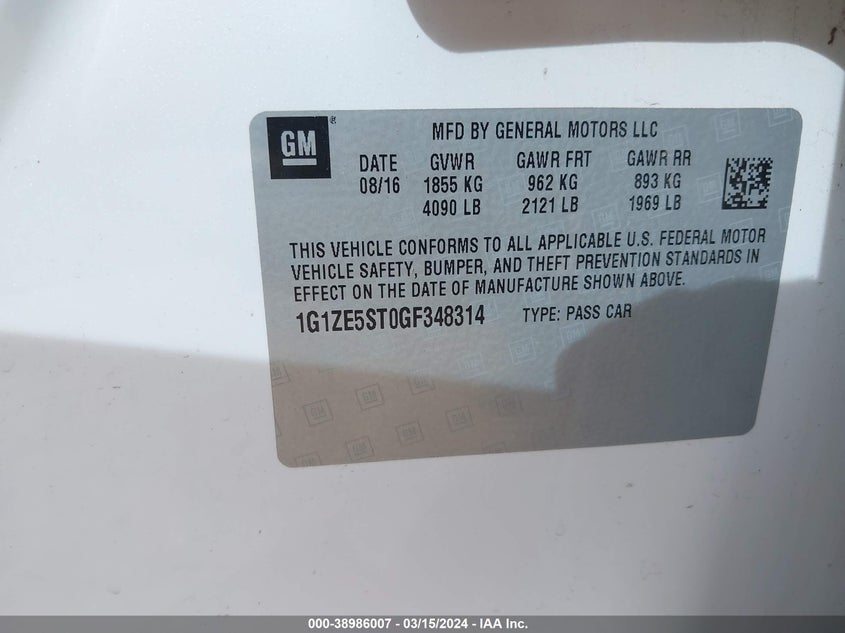 GM ®
MFD BY GENERAL MOTORS LLC
DATE GVWR GAWR FRT GAWR RR
08/16 1855 KG 962 KG 893 KG
4090 LB 2121 LB 1969 LB
THIS VEHICLE CONFORMS TO ALL APPLICABLE U.S. FEDERAL MOTOR
VEHICLE SAFETY, BUMPER, AND THEFT PREVENTION STANDARDS IN
EFFECT ON THE DATE OF MANUFACTURE SHOWN ABOVE.
1G1ZE5ST0GF348314 TYPE: PASS CAR
000-38986007 - 03/15/2024 - IAA Inc.